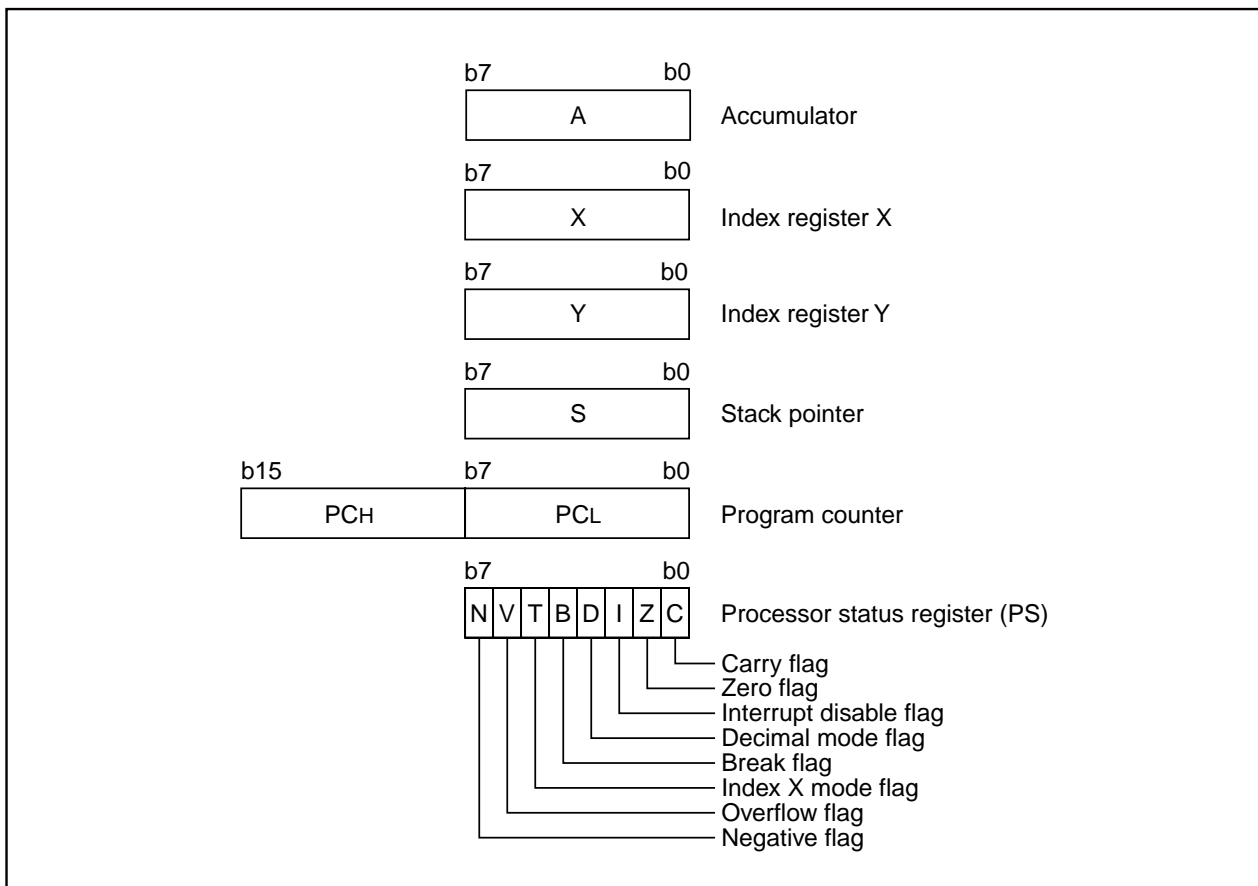 b7 b0
A Accumulator
b7 b0
X Index register X
b7 b0
Y Index register Y
b7 b0
S Stack pointer
b15 b7 b0
PCH PCL Program counter
b7 b0
N V T B D I Z C Processor status register (PS)
Carry flag
Zero flag
Interrupt disable flag
Decimal mode flag
Break flag
Index X mode flag
Overflow flag
Negative flag